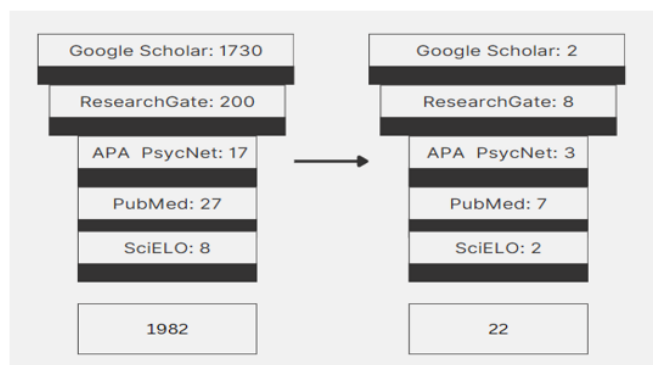 Google Scholar: 1730
ResearchGate: 200
APA PsycNet: 17
PubMed: 27
SciELO: 8
1982
Google Scholar: 2
ResearchGate: 8
APA PsycNet: 3
PubMed: 7
SciELO: 2
22